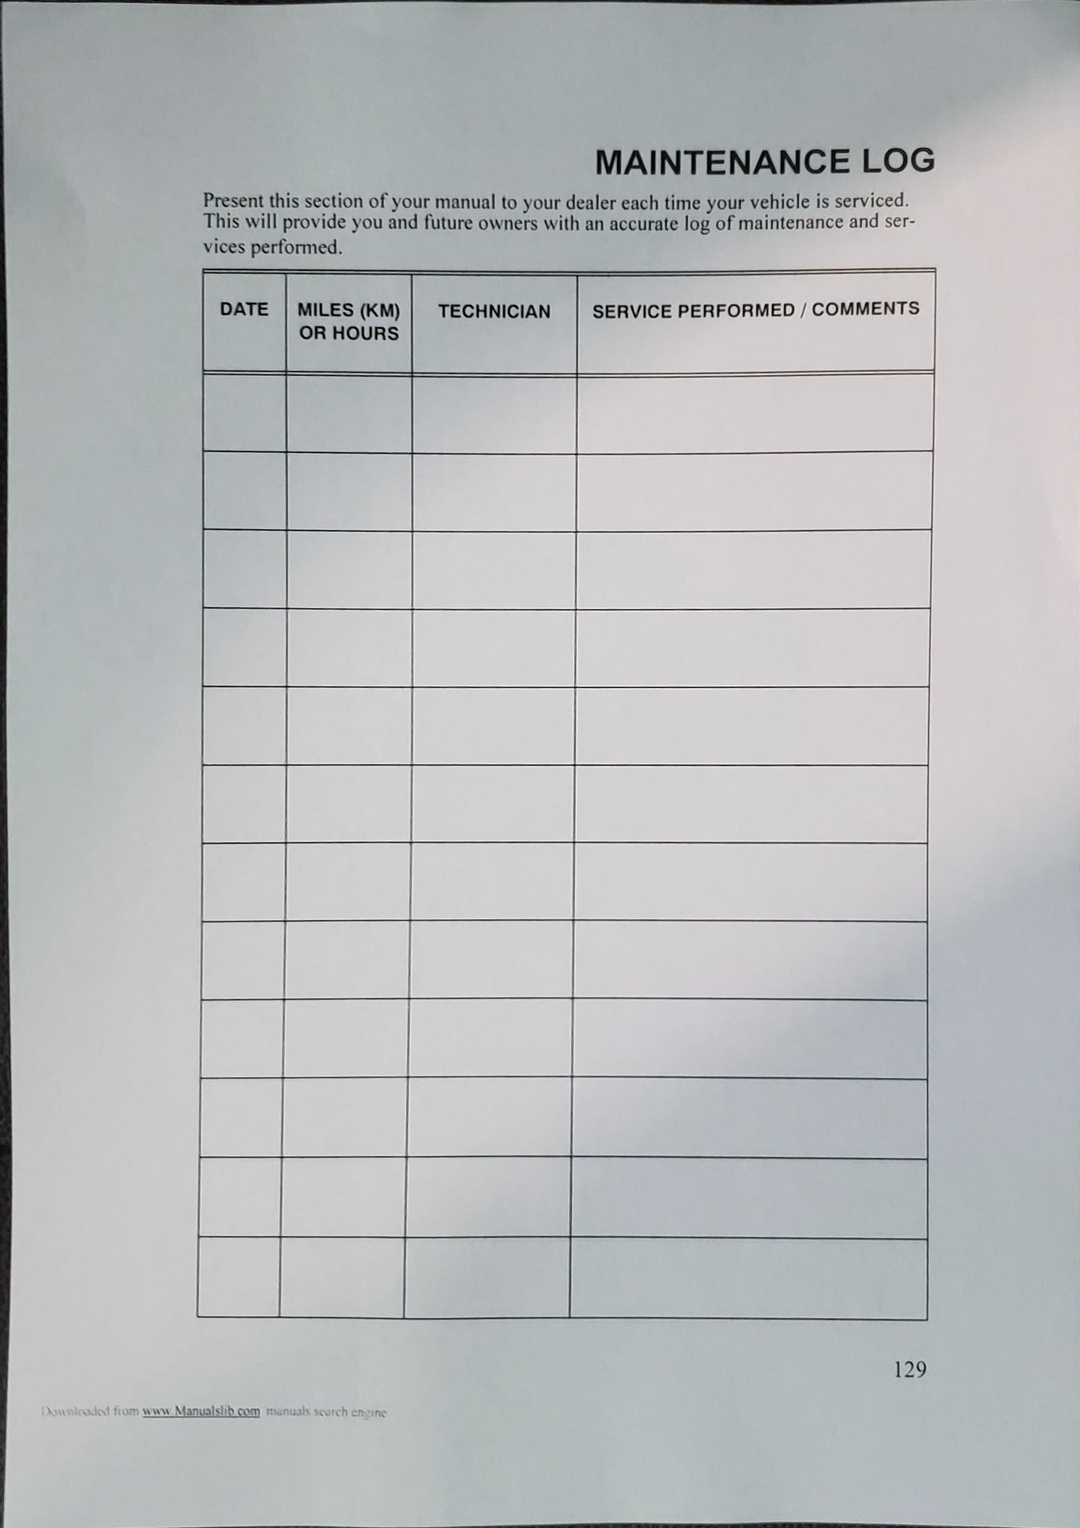 MAINTENANCE LOG
Present this section of your manual to your dealer each time your vehicle is serviced.
This will provide you and future owners with an accurate log of maintenance and ser-
vices performed.
DATE
MILES (KM)
OR HOURS
TECHNICIAN
SERVICE PERFORMED / COMMENTS
129
Downloaded from www.Manualslib.com manuals search engine